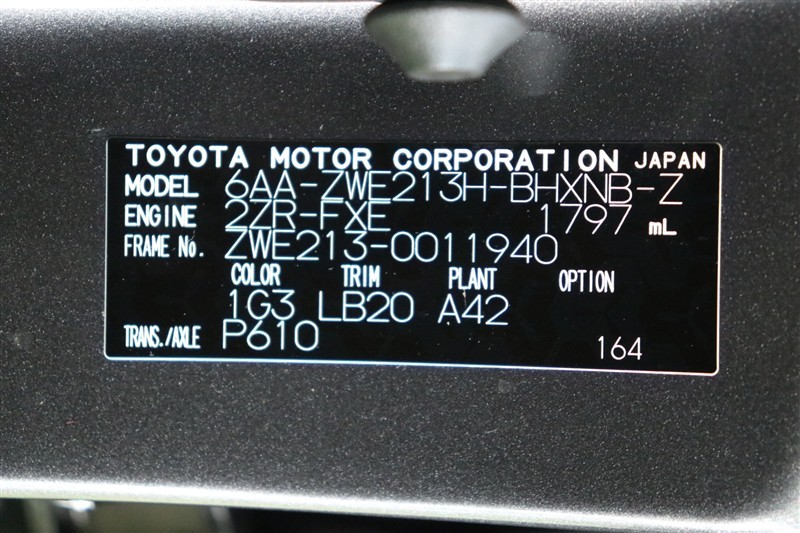 TOYOTA MOTOR CORPORATION JAPAN
MODEL 6AA-ZWE213H-BHXNB-Z
ENGINE 2ZR-FXE 1797 mL
FRAME No. ZWE213-0011940
COLOR TRIM PLANT OPTION
1G3 LB20 A42
TRANS./AXLE P610 164